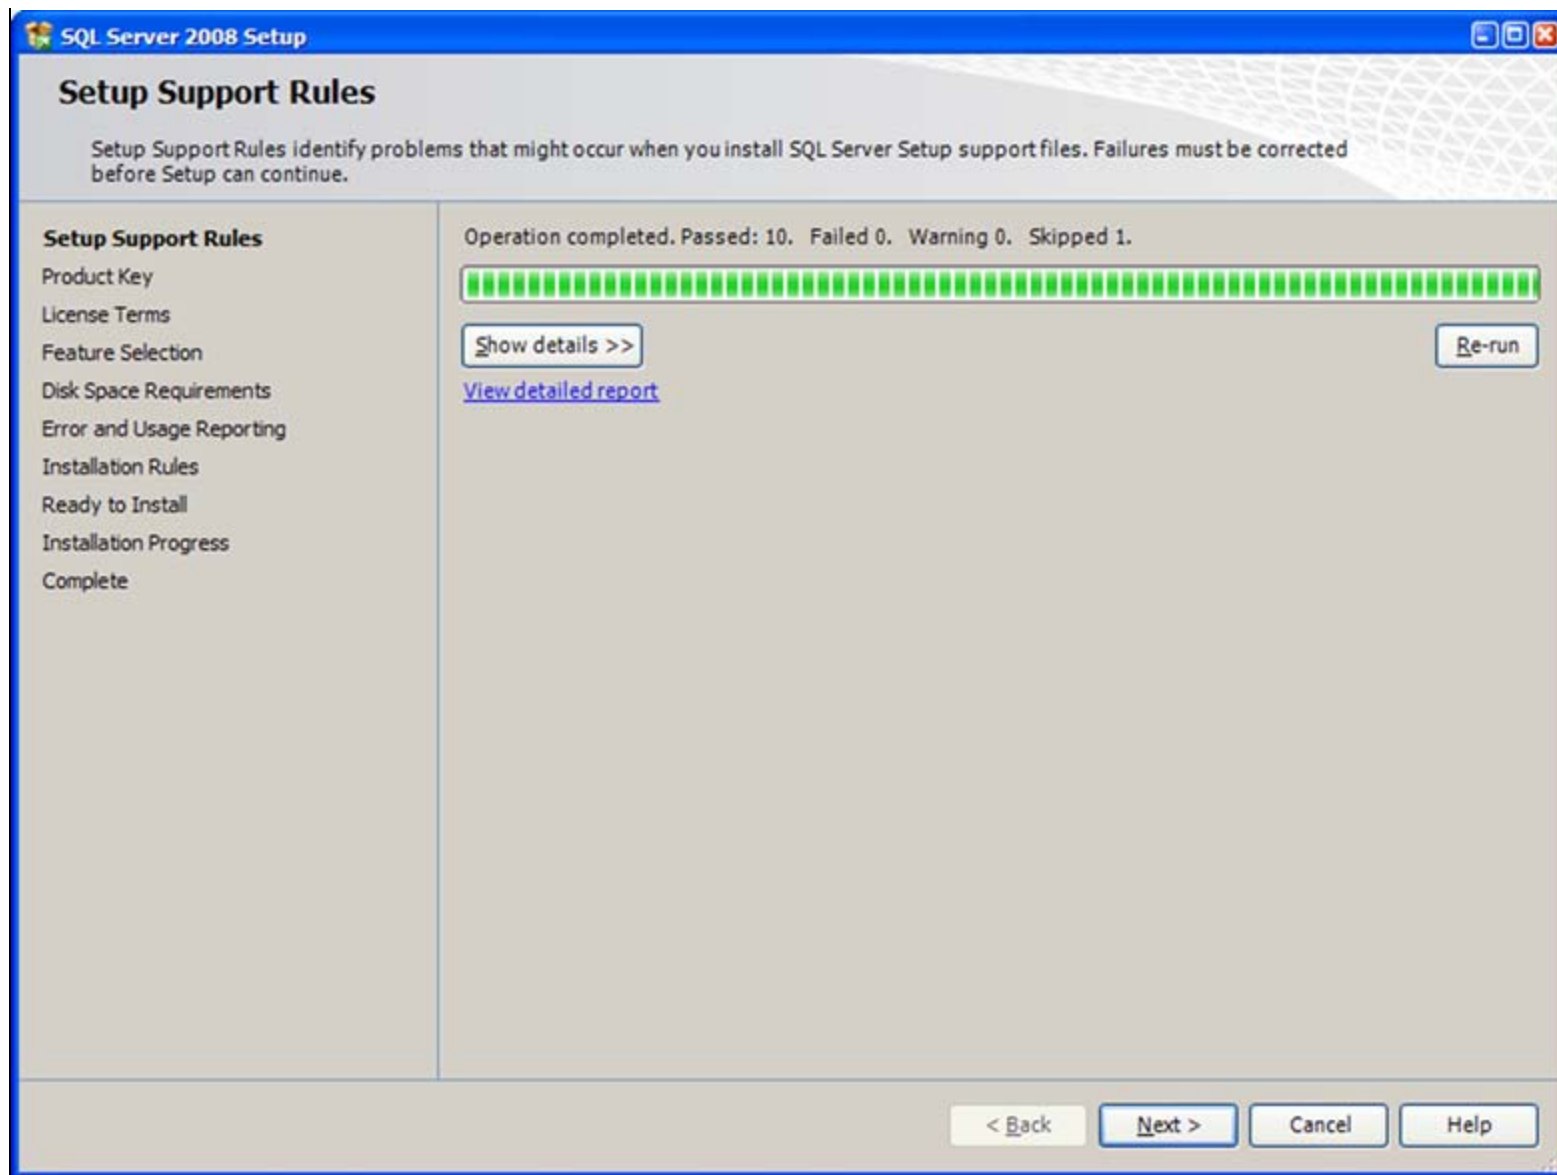 SQL Server 2008 Setup
Setup Support Rules
Setup Support Rules identify problems that might occur when you install SQL Server Setup support files. Failures must be corrected
before Setup can continue.
Setup Support Rules
Product Key
License Terms
Feature Selection
Disk Space Requirements
Error and Usage Reporting
Installation Rules
Ready to Install
Installation Progress
Complete
Operation completed. Passed: 10. Failed 0. Warning 0. Skipped 1.
Show details >>
Re-run
View detailed report
< Back
Next >
Cancel
Help